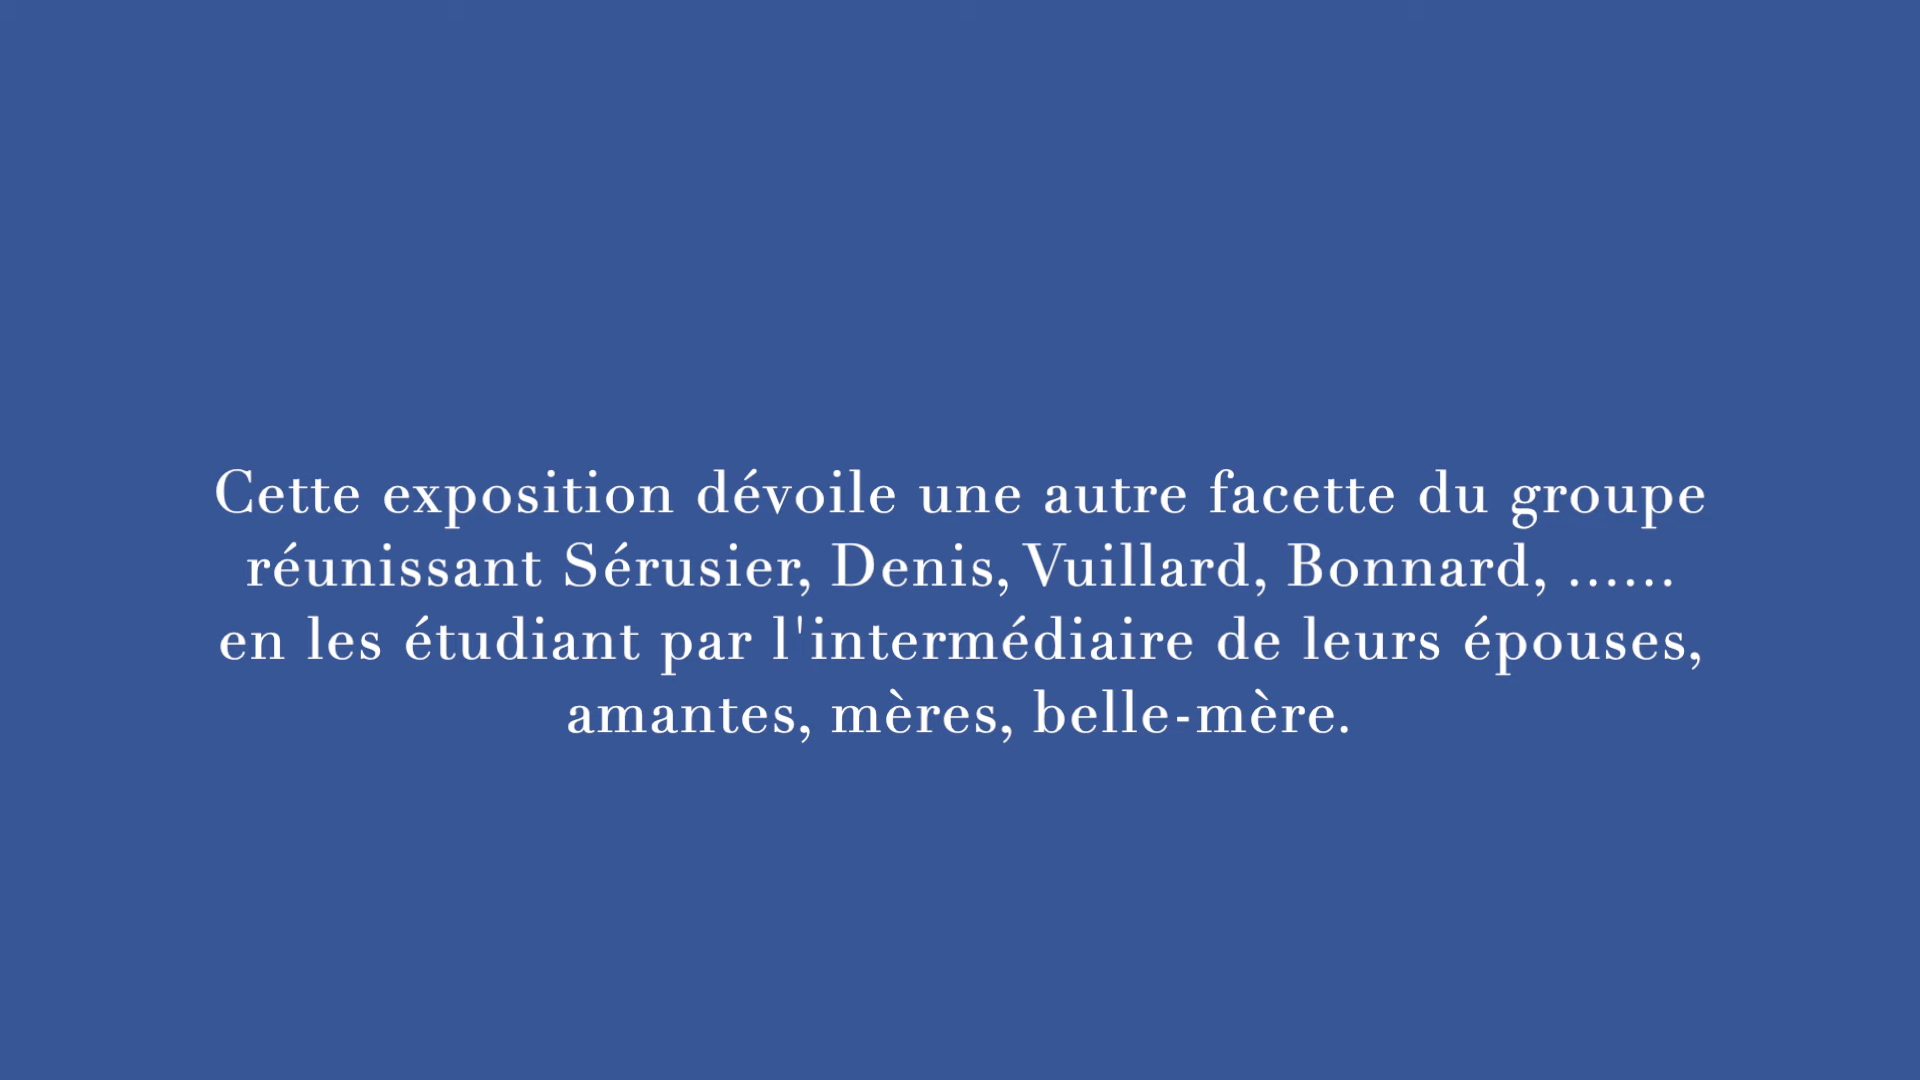 Cette exposition dévoile une autre facette du groupe
réunissant Sérusier, Denis, Vuillard, Bonnard, ......
en les étudiant par l'intermédiaire de leurs épouses,
amantes, mères, belle-mère.